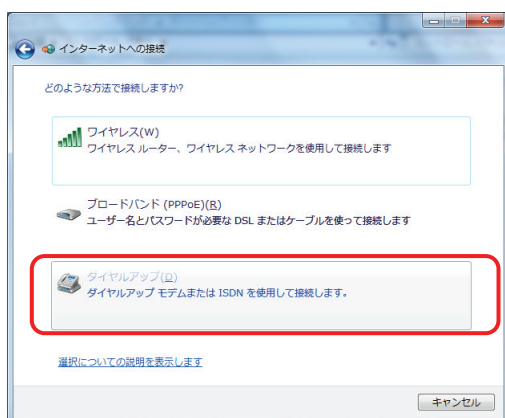 インターネットへの接続
どのような方法で接続しますか?
ワイヤレス(W)
ワイヤレス ルーター、ワイヤレス ネットワークを使用して接続します
ブロードバンド (PPPoE)(R)
ユーザー名とパスワードが必要な DSL またはケーブルを使って接続します
ダイヤルアップ(D)
ダイヤルアップ モデムまたは ISDN を使用して接続します。
選択についての説明を表示します
キャンセル